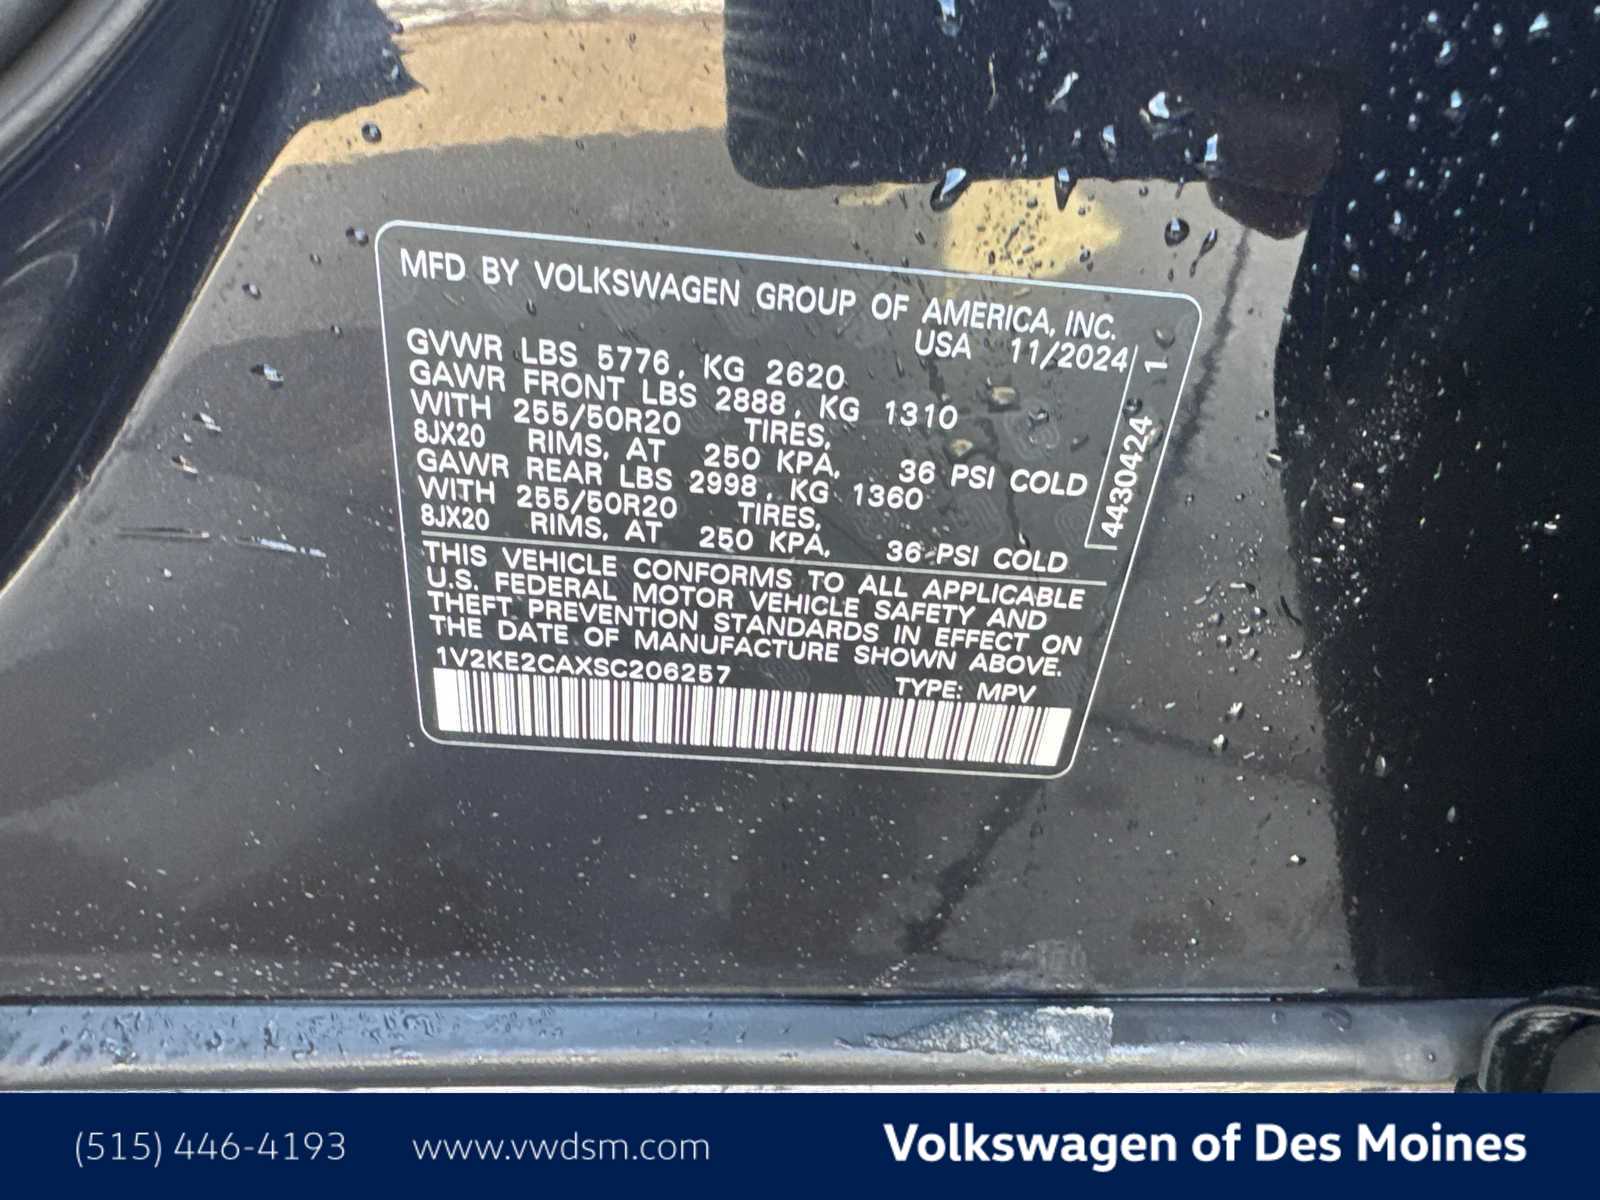 MFD BY VOLKSWAGEN GROUP OF AMERICA, INC.
USA 11/2024
GVWR LBS 5776, KG 2620
GAWR FRONT LBS 2888, KG 1310
WITH 255/50R20 TIRES,
8JX20 RIMS, AT 250 KPA, 36 PSI COLD
GAWR REAR LBS 2998, KG 1360
WITH 255/50R20 TIRES,
8JX20 RIMS, AT 250 KPA, 36 PSI COLD
4430424 1
THIS VEHICLE CONFORMS TO ALL APPLICABLE
U.S. FEDERAL MOTOR VEHICLE SAFETY AND
THEFT PREVENTION STANDARDS IN EFFECT ON
THE DATE OF MANUFACTURE SHOWN ABOVE.
1V2KE2CAXSC206257 TYPE: MPV
(515) 446-4193 www.vwdsm.com Volkswagen of Des Moines